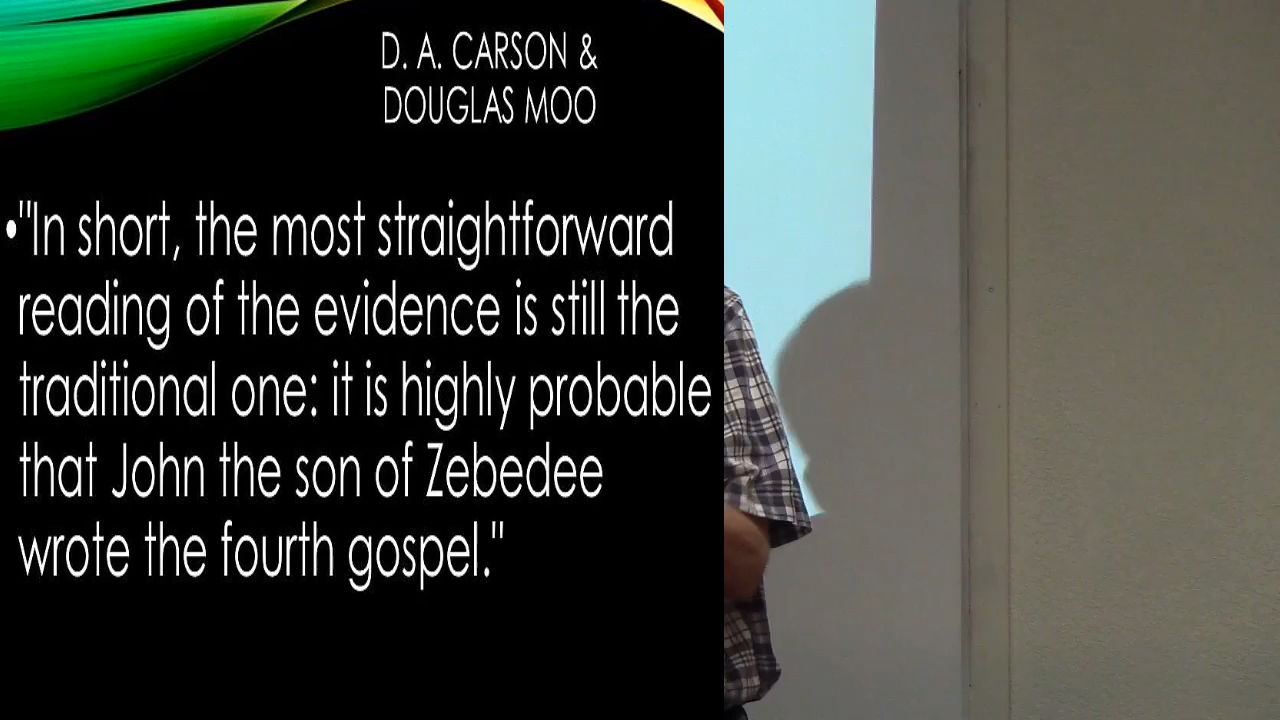 D. A. CARSON &
DOUGLAS MOO
•"In short, the most straightforward
reading of the evidence is still the
traditional one: it is highly probable
that John the son of Zebedee
wrote the fourth gospel."